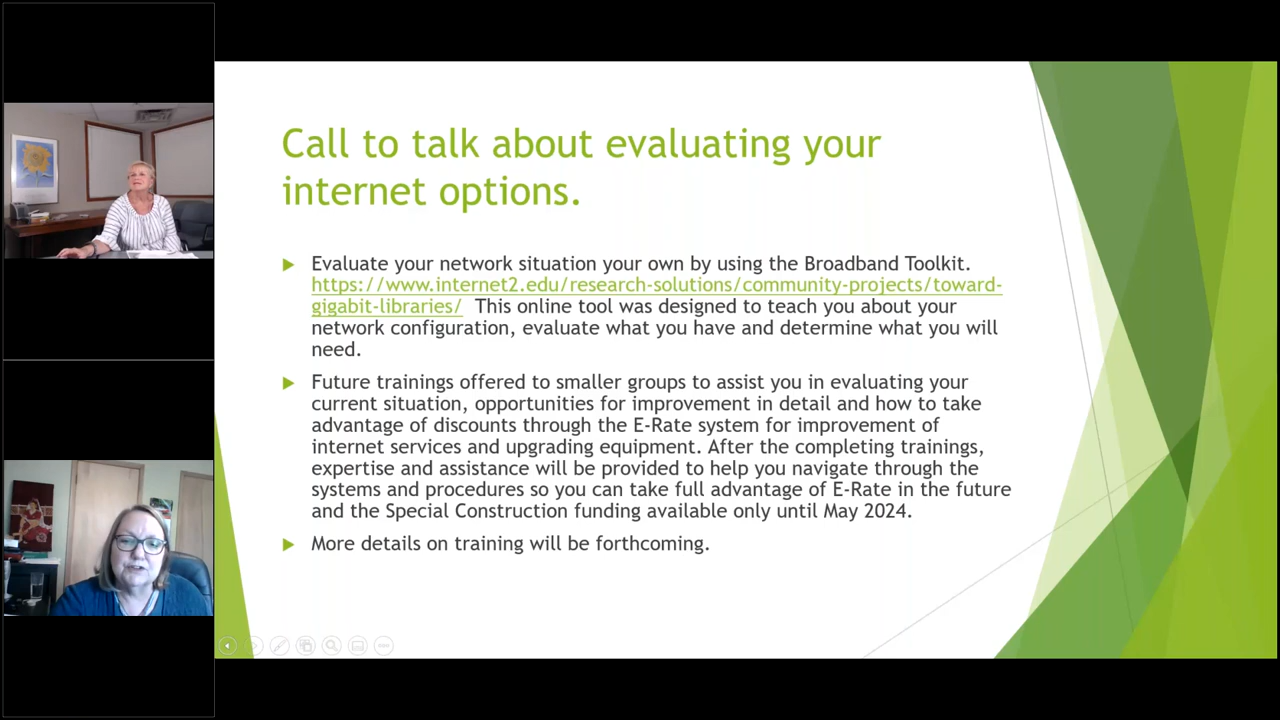 Call to talk about evaluating your
internet options.
Evaluate your network situation your own by using the Broadband Toolkit.
https://www.internet2.edu/research-solutions/community-projects/toward-
gigabit-libraries/ This online tool was designed to teach you about your
network configuration, evaluate what you have and determine what you will
need.
Future trainings offered to smaller groups to assist you in evaluating your
current situation, opportunities for improvement in detail and how to take
advantage of discounts through the E-Rate system for improvement of
internet services and upgrading equipment. After the completing trainings,
expertise and assistance will be provided to help you navigate through the
systems and procedures so you can take full advantage of E-Rate in the future
and the Special Construction funding available only until May 2024.
More details on training will be forthcoming.